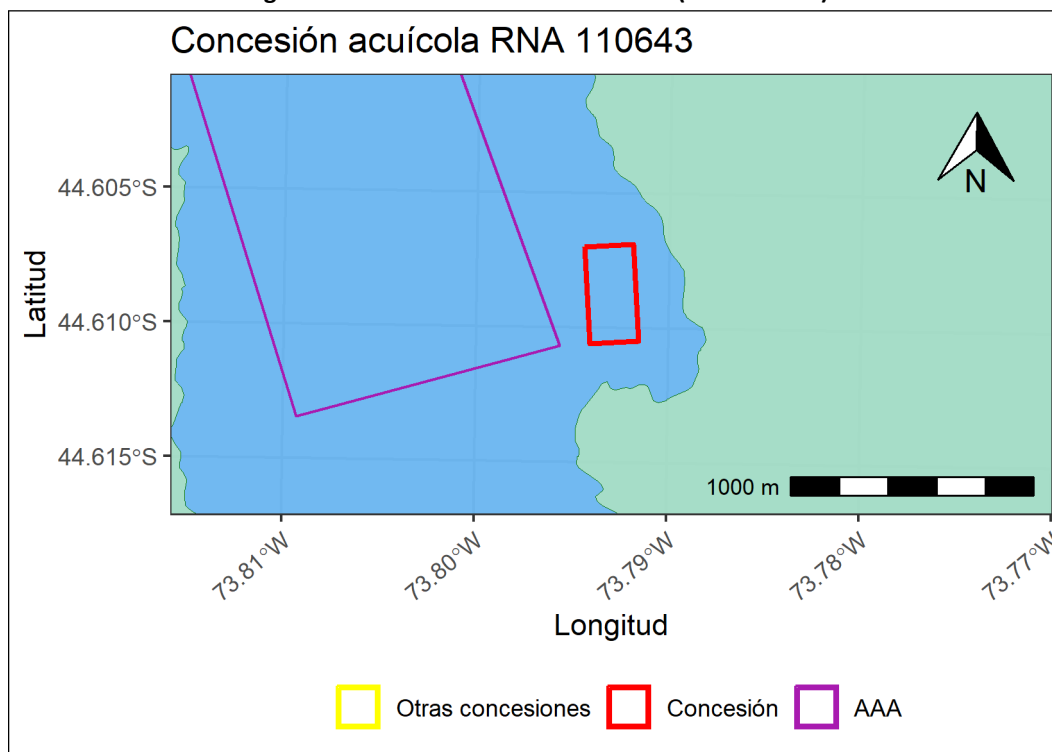 Concesión acuícola RNA 110643
N
44.605°S
44.610°S
44.615°S
Latitud
1000 m
73.81°W
73.80°W
73.79°W
73.78°W
73.77°W
Longitud
Otras concesiones
Concesión
AAA